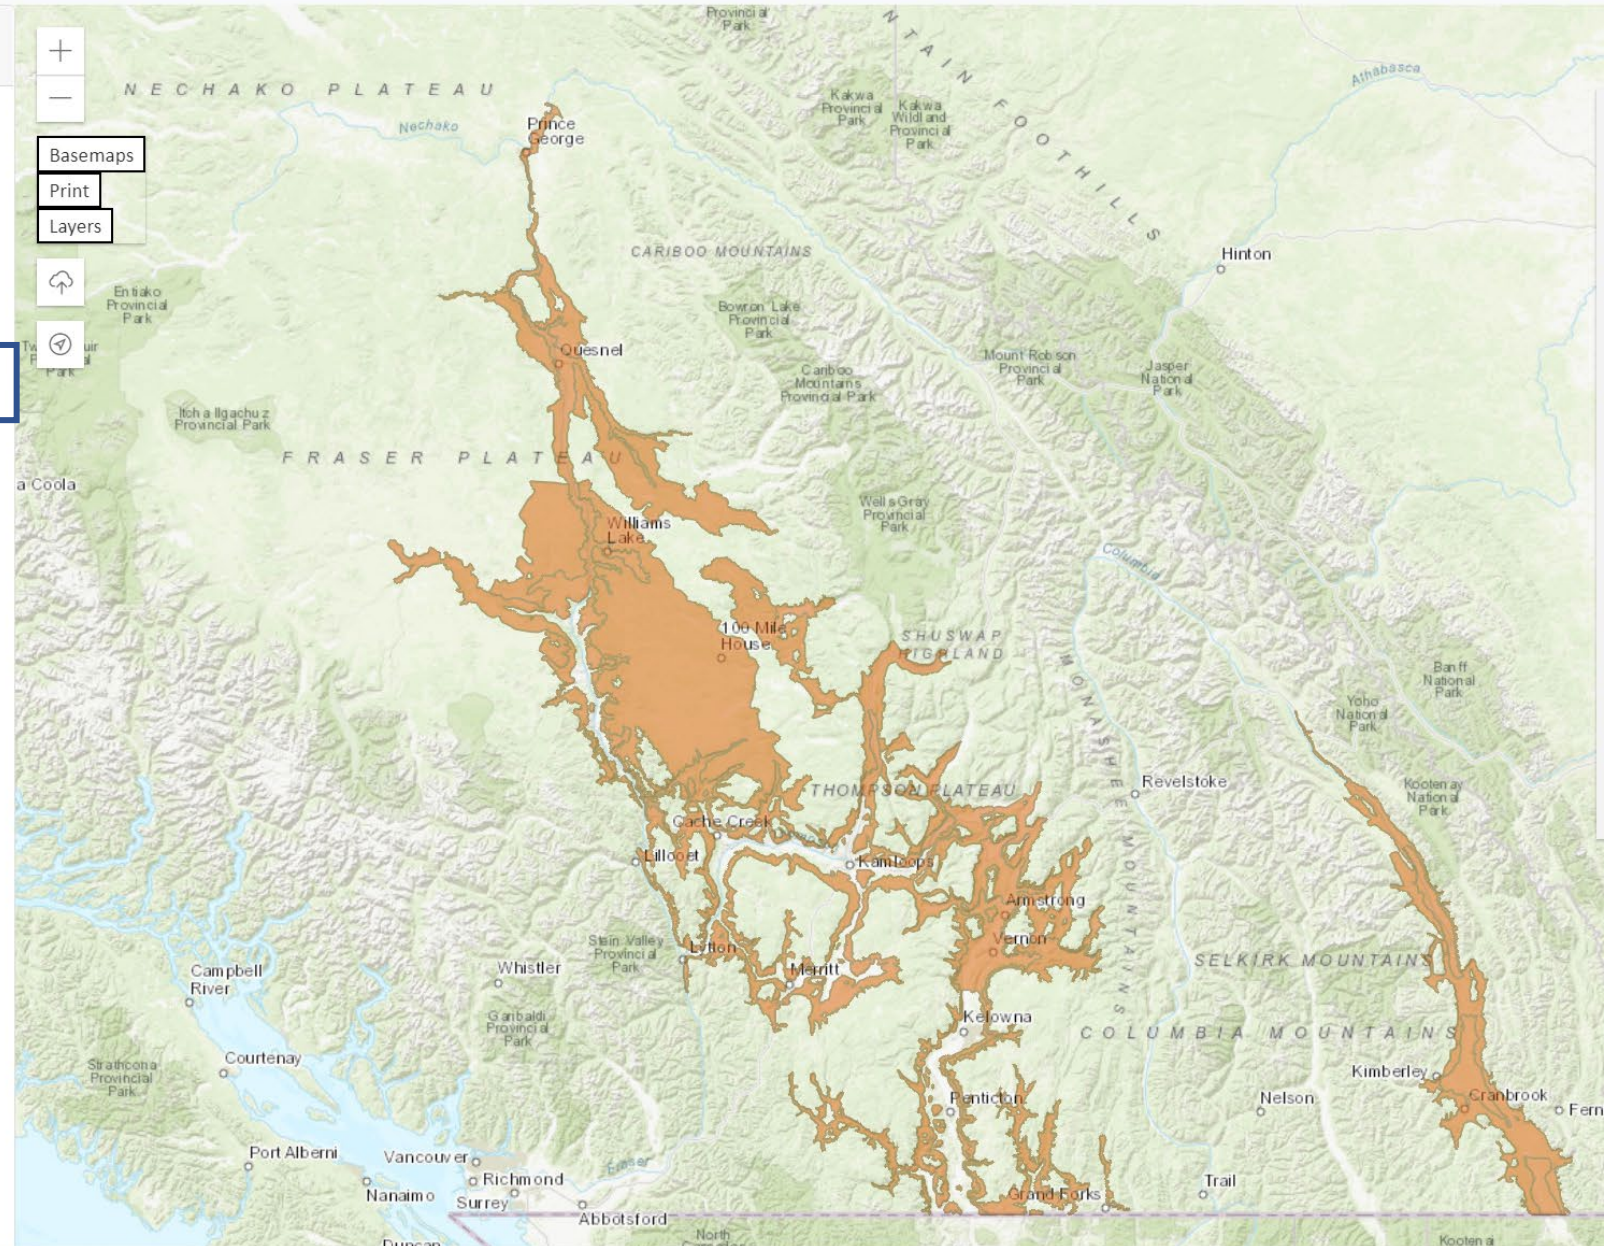 Provincial
Park
NTAIN FOOTHILLS
Athabasca
NECHAKO PLATEAU
Kakwa
Provincial
Park
Kakwa
Wildland
Provincial
Park
Nechako
Prince
George
Basemaps
Print
Layers
CARIBOO MOUNTAINS
Hinton
Entiako
Provincial
Park
Bowron Lake
Provincial
Park
Tw
uir
P
al
Park
Quesnel
Mount Robson
Provincial
Park
Jasper
National
Park
Cariboo
Mountains
Provincial Park
Itcha Ilgachuz
Provincial Park
FRASER PLATEAU
a Coola
Wells Gray
Provincial
Park
Williams
Lake
Columbia
100 Mile
House
SHUSWAP
HIGHLAND
Banff
National
Park
Yoho
National
Park
MONASHEE MOUNTAINS
THOMPSON PLATEAU
Revelstoke
Kootenay
National
Park
Cache Creek
Lillooet
Kamloops
Armstrong
Vernon
Stein Valley
Provincial
Park
Lytton
Merritt
SELKIRK MOUNTAINS
Campbell
River
Whistler
Garibaldi
Provincial
Park
Kelowna
COLUMBIA MOUNTAINS
Strathcona
Provincial
Park
Courtenay
Kimberley
Penticton
Nelson
Cranbrook
Fern
Port Alberni
Vancouver
Fraser
Richmond
Nanaimo
Surrey
Grand Forks
Trail
Abbotsford
Duncan
North
Kootenai